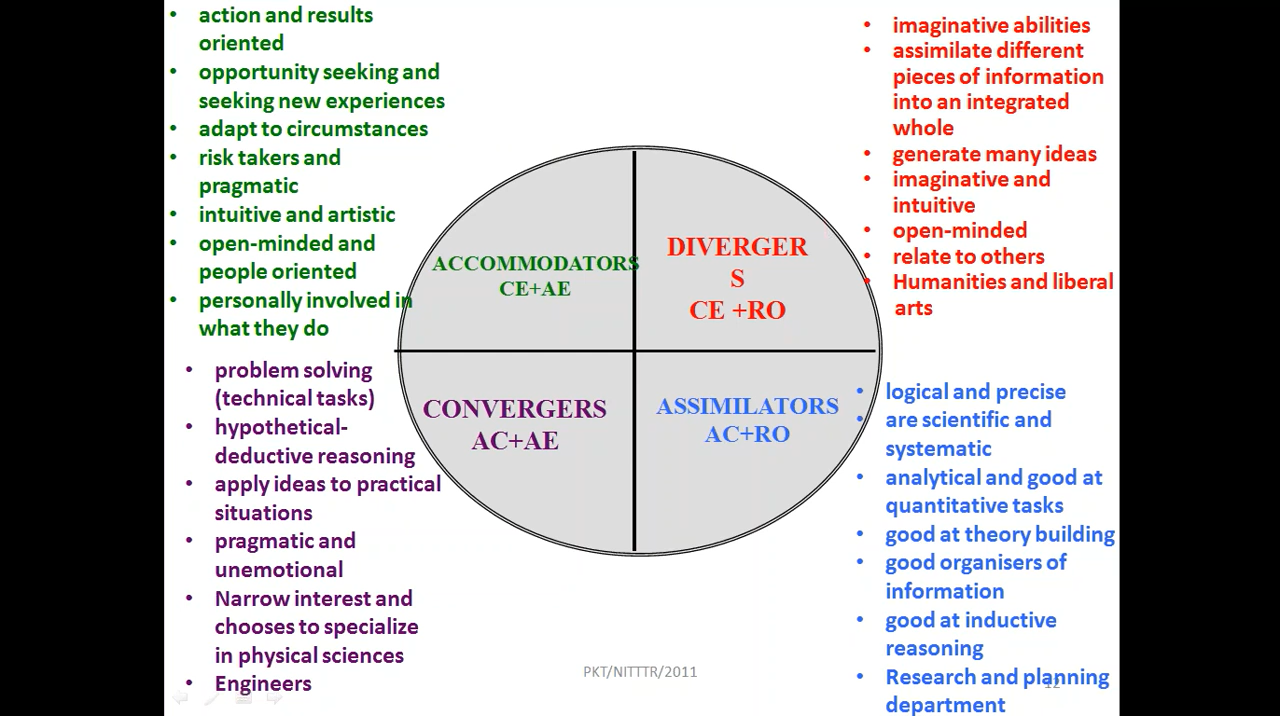 action and results
oriented
opportunity seeking and
seeking new experiences
adapt to circumstances
risk takers and
pragmatic
intuitive and artistic
open-minded and
people oriented
personally involved in
what they do
imaginative abilities
assimilate different
pieces of information
into an integrated
whole
generate many ideas
imaginative and
intuitive
open-minded
relate to others
Humanities and liberal
arts
ACCOMMODATORS
CE+AE
DIVERGER
S
CE +RO
CONVERGERS
AC+AE
ASSIMILATORS
AC+RO
problem solving
(technical tasks)
hypothetical-
deductive reasoning
apply ideas to practical
situations
pragmatic and
unemotional
Narrow interest and
chooses to specialize
in physical sciences
Engineers
logical and precise
are scientific and
systematic
analytical and good at
quantitative tasks
good at theory building
good organisers of
information
good at inductive
reasoning
Research and planning
department
PKT/NITTTR/2011
12